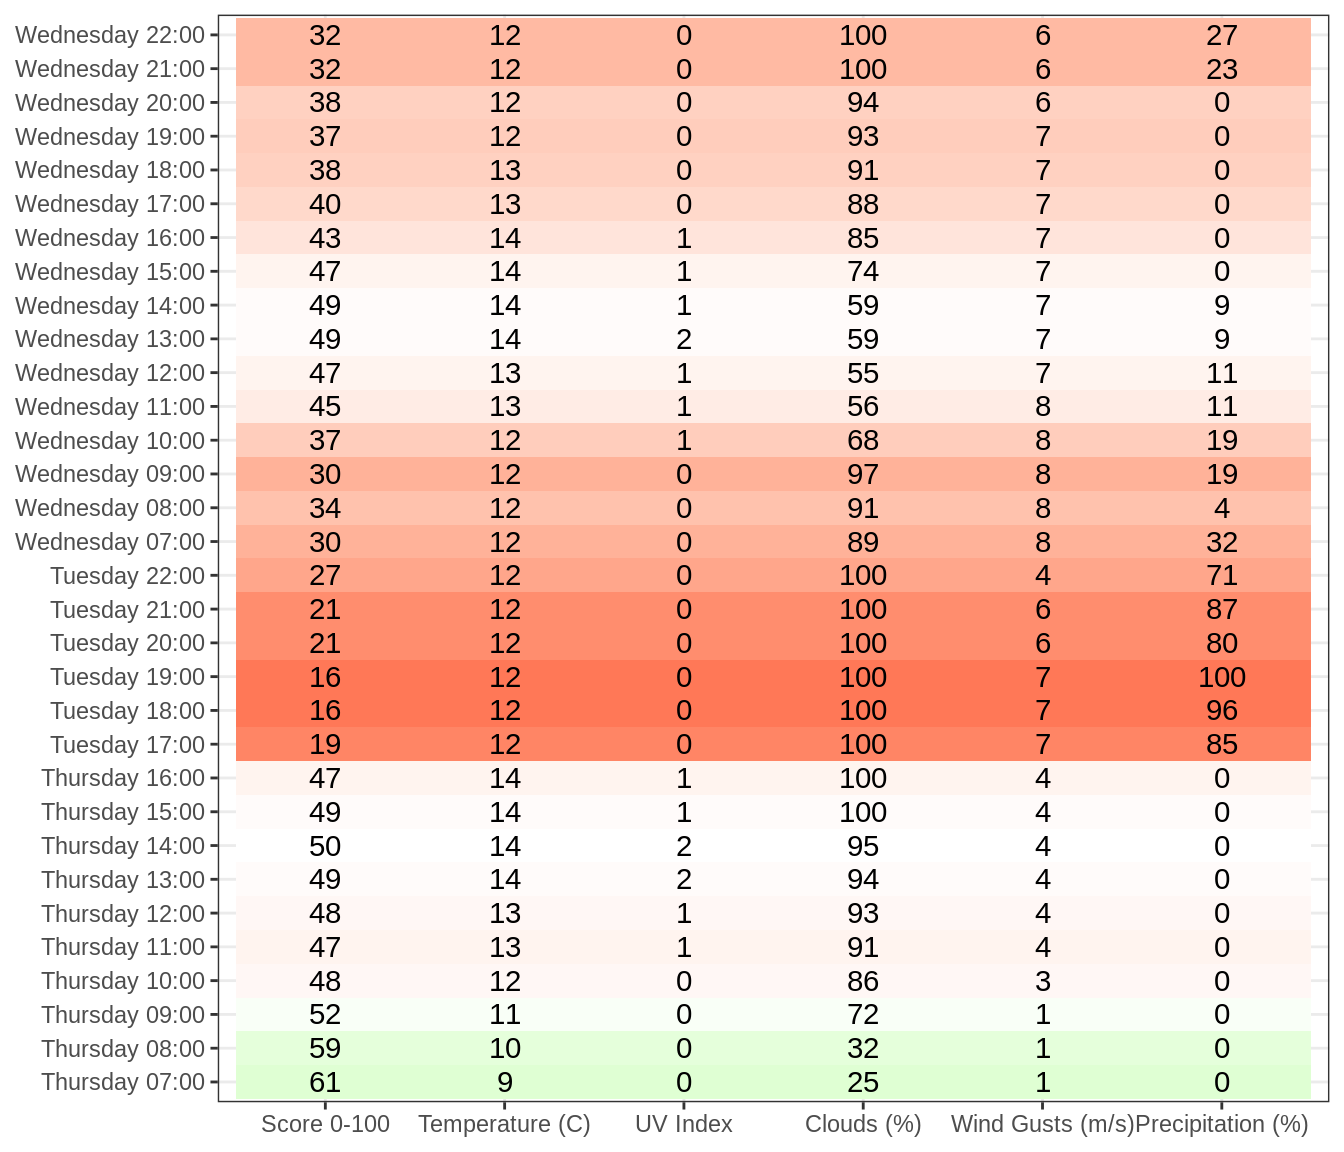 Wednesday 22:00 32 12 0 100 6 27
Wednesday 21:00 32 12 0 100 6 23
Wednesday 20:00 38 12 0 94 6 0
Wednesday 19:00 37 12 0 93 7 0
Wednesday 18:00 38 13 0 91 7 0
Wednesday 17:00 40 13 0 88 7 0
Wednesday 16:00 43 14 1 85 7 0
Wednesday 15:00 47 14 1 74 7 0
Wednesday 14:00 49 14 1 59 7 9
Wednesday 13:00 49 14 2 59 7 9
Wednesday 12:00 47 13 1 55 7 11
Wednesday 11:00 45 13 1 56 8 11
Wednesday 10:00 37 12 1 68 8 19
Wednesday 09:00 30 12 0 97 8 19
Wednesday 08:00 34 12 0 91 8 4
Wednesday 07:00 30 12 0 89 8 32
Tuesday 22:00 27 12 0 100 4 71
Tuesday 21:00 21 12 0 100 6 87
Tuesday 20:00 21 12 0 100 6 80
Tuesday 19:00 16 12 0 100 7 100
Tuesday 18:00 16 12 0 100 7 96
Tuesday 17:00 19 12 0 100 7 85
Thursday 16:00 47 14 1 100 4 0
Thursday 15:00 49 14 1 100 4 0
Thursday 14:00 50 14 2 95 4 0
Thursday 13:00 49 14 2 94 4 0
Thursday 12:00 48 13 1 93 4 0
Thursday 11:00 47 13 1 91 4 0
Thursday 10:00 48 12 0 86 3 0
Thursday 09:00 52 11 0 72 1 0
Thursday 08:00 59 10 0 32 1 0
Thursday 07:00 61 9 0 25 1 0
Score 0-100 Temperature (C) UV Index Clouds (%) Wind Gusts (m/s) Precipitation (%)